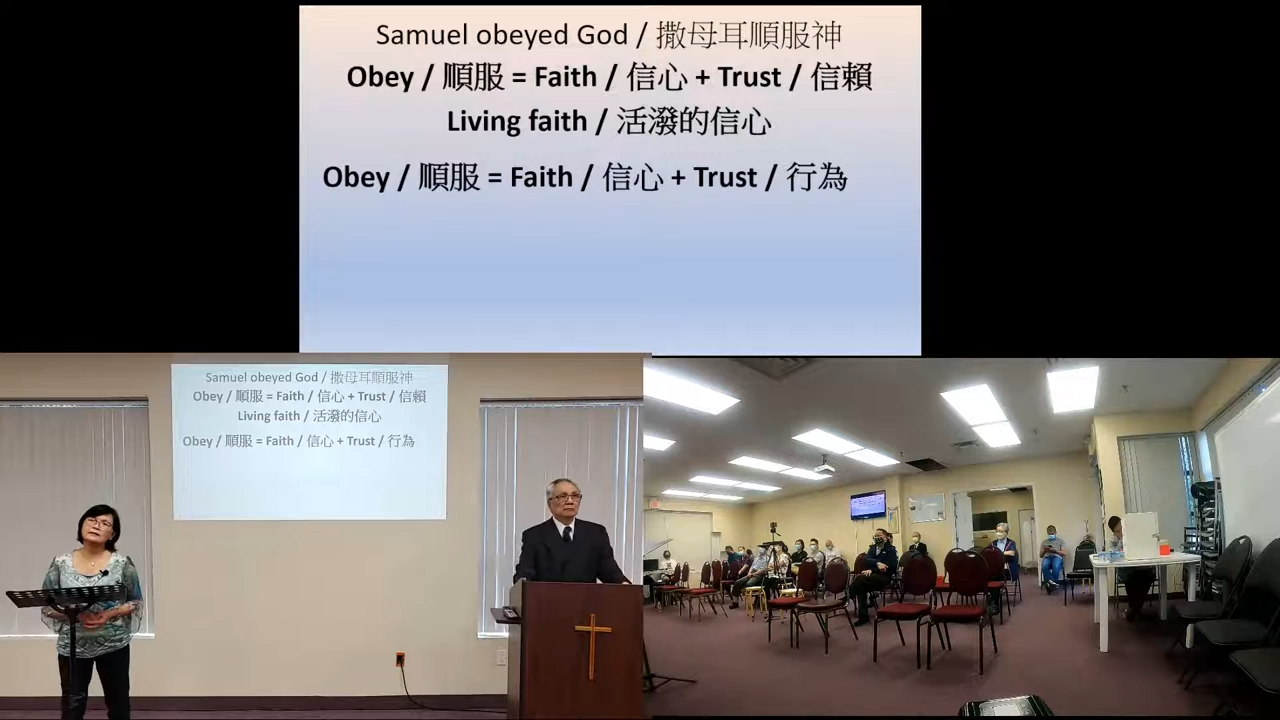 Samuel obeyed God / 撒母耳順服神
Obey / 順服 = Faith / 信心 + Trust / 信賴
Living faith / 活潑的信心
Obey / 順服 = Faith / 信心 + Trust / 行為
Samuel obeyed God / 撒母耳順服神
Obey / 順服 = Faith / 信心 + Trust / 信賴
Living faith / 活潑的信心
Obey / 順服 = Faith / 信心 + Trust / 行為